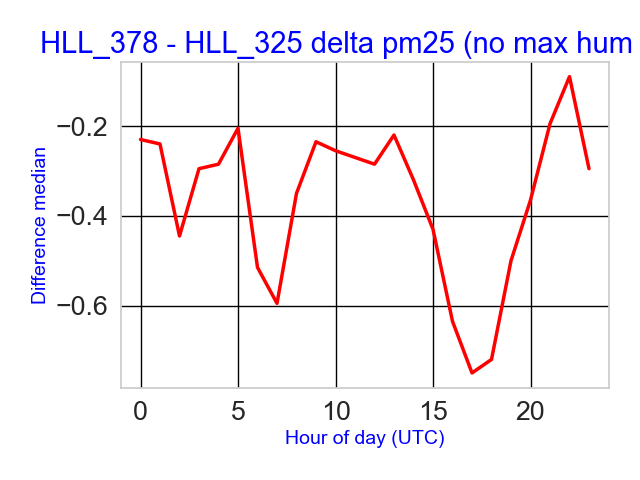 HLL_378 - HLL_325 delta pm25 (no max hum
−0.2
−0.4
−0.6
Difference median
0 5 10 15 20
Hour of day (UTC)